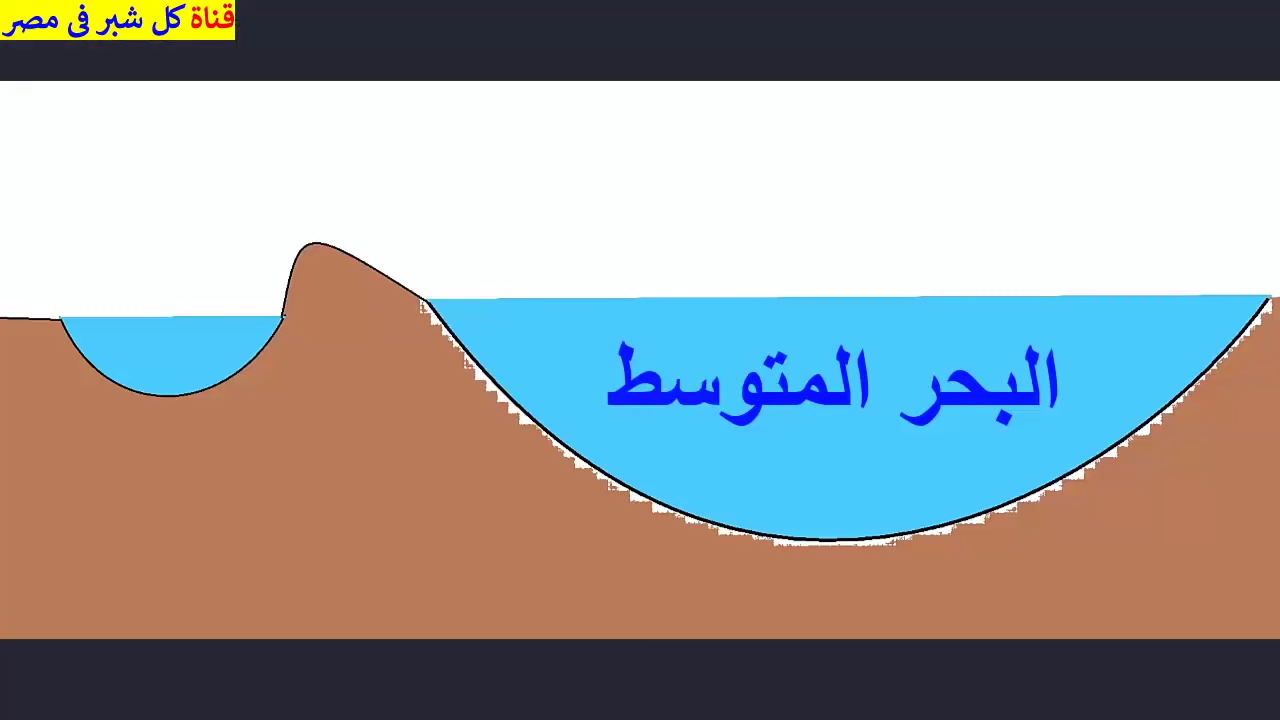 قناة كل شبر فى مصر
البحر المتوسط